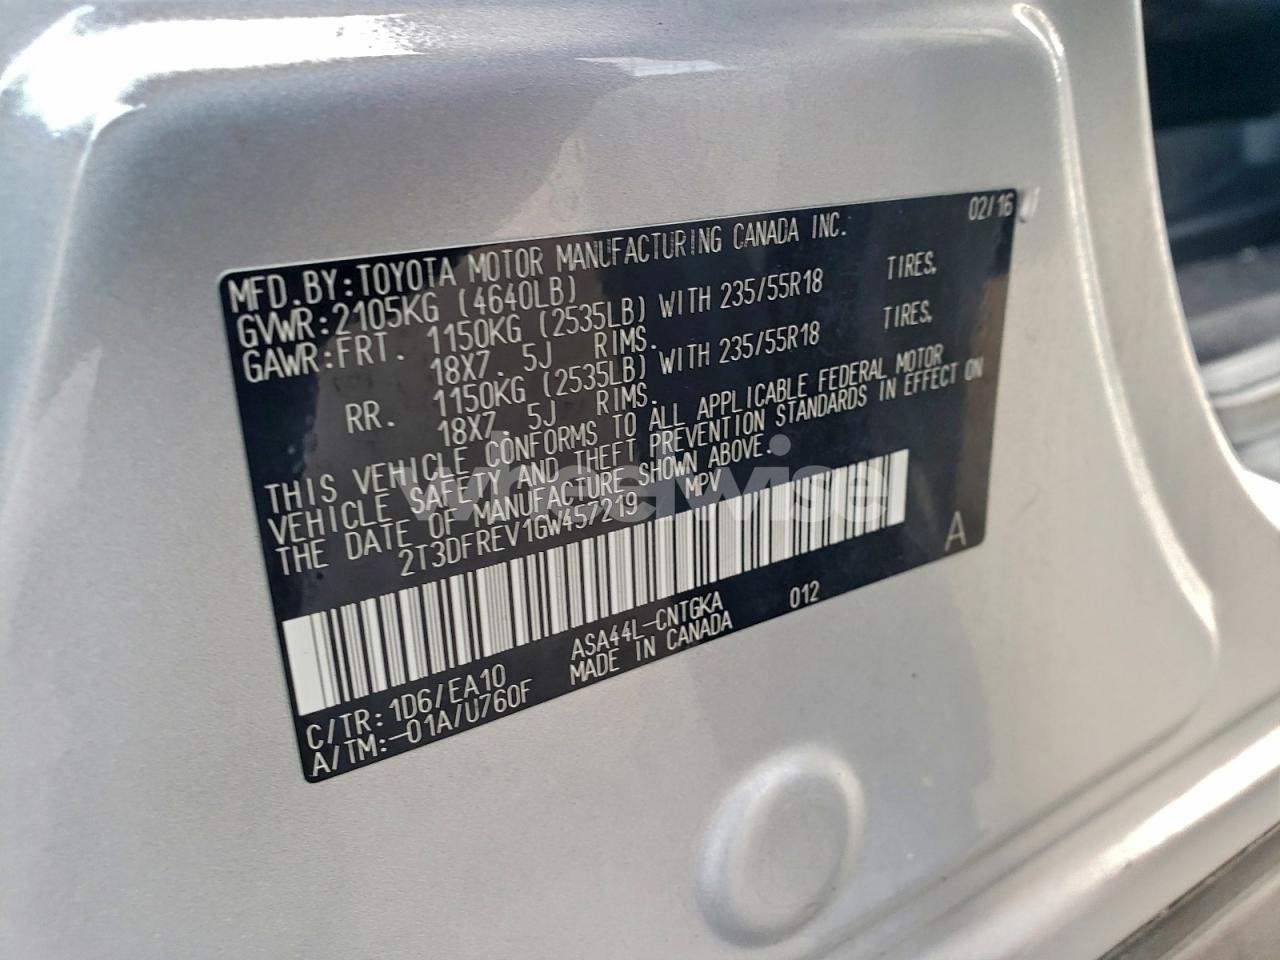 02/16
MFD.BY:TOYOTA MOTOR MANUFACTURING CANADA INC.
GVWR:2105KG (4640LB)
GAWR:FRT. 1150KG (2535LB) WITH 235/55R18 TIRES,
18X7. 5J RIMS.
RR. 1150KG (2535LB) WITH 235/55R18 TIRES,
18X7. 5J RIMS.
THIS VEHICLE CONFORMS TO ALL APPLICABLE FEDERAL MOTOR
VEHICLE SAFETY AND THEFT PREVENTION STANDARDS IN EFFECT ON
THE DATE OF MANUFACTURE SHOWN ABOVE.
2T3DFREV1GW457219 MPV
wheelwise
A
C/TR:1D6/EA10 ASA44L-CNTGKA 012
A/TM:-01A/U760F MADE IN CANADA